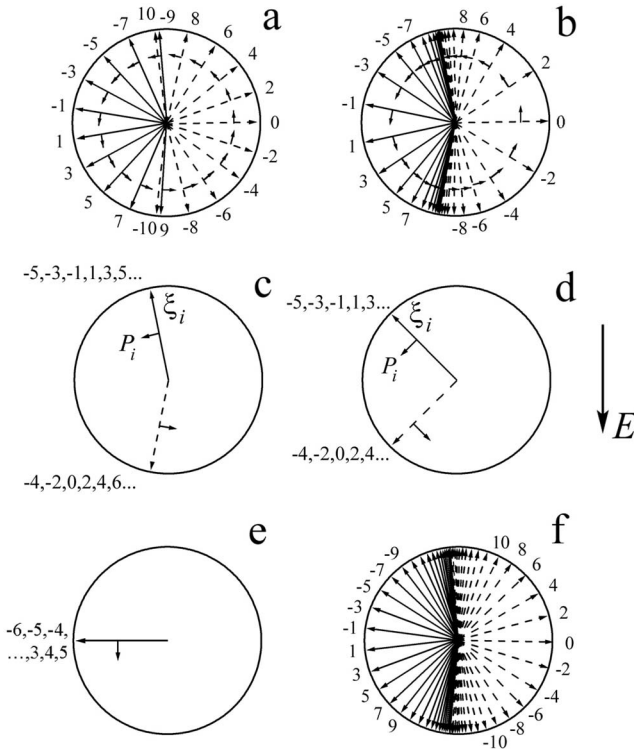 a
10 -9
-7 8
-5 6
-3 4
-1 2
1 0
3 -2
5 -4
7 -6
-10 9 -8
b
-7 8 6
-5 4
-3 2
-1 0
1 -2
3 -4
5 -6
7 -8
-5,-3,-1,1,3,5...
c
ξi
Pi
-4,-2,0,2,4,6...
d
-5,-3,-1,1,3...
ξi
Pi
-4,-2,0,2,4...
E
e
-6,-5,-4,
...,3,4,5
f
-9 10
-7 8
-5 6
-3 4
-1 2
1 0
3 -2
5 -4
7 -6
9 -8
-10